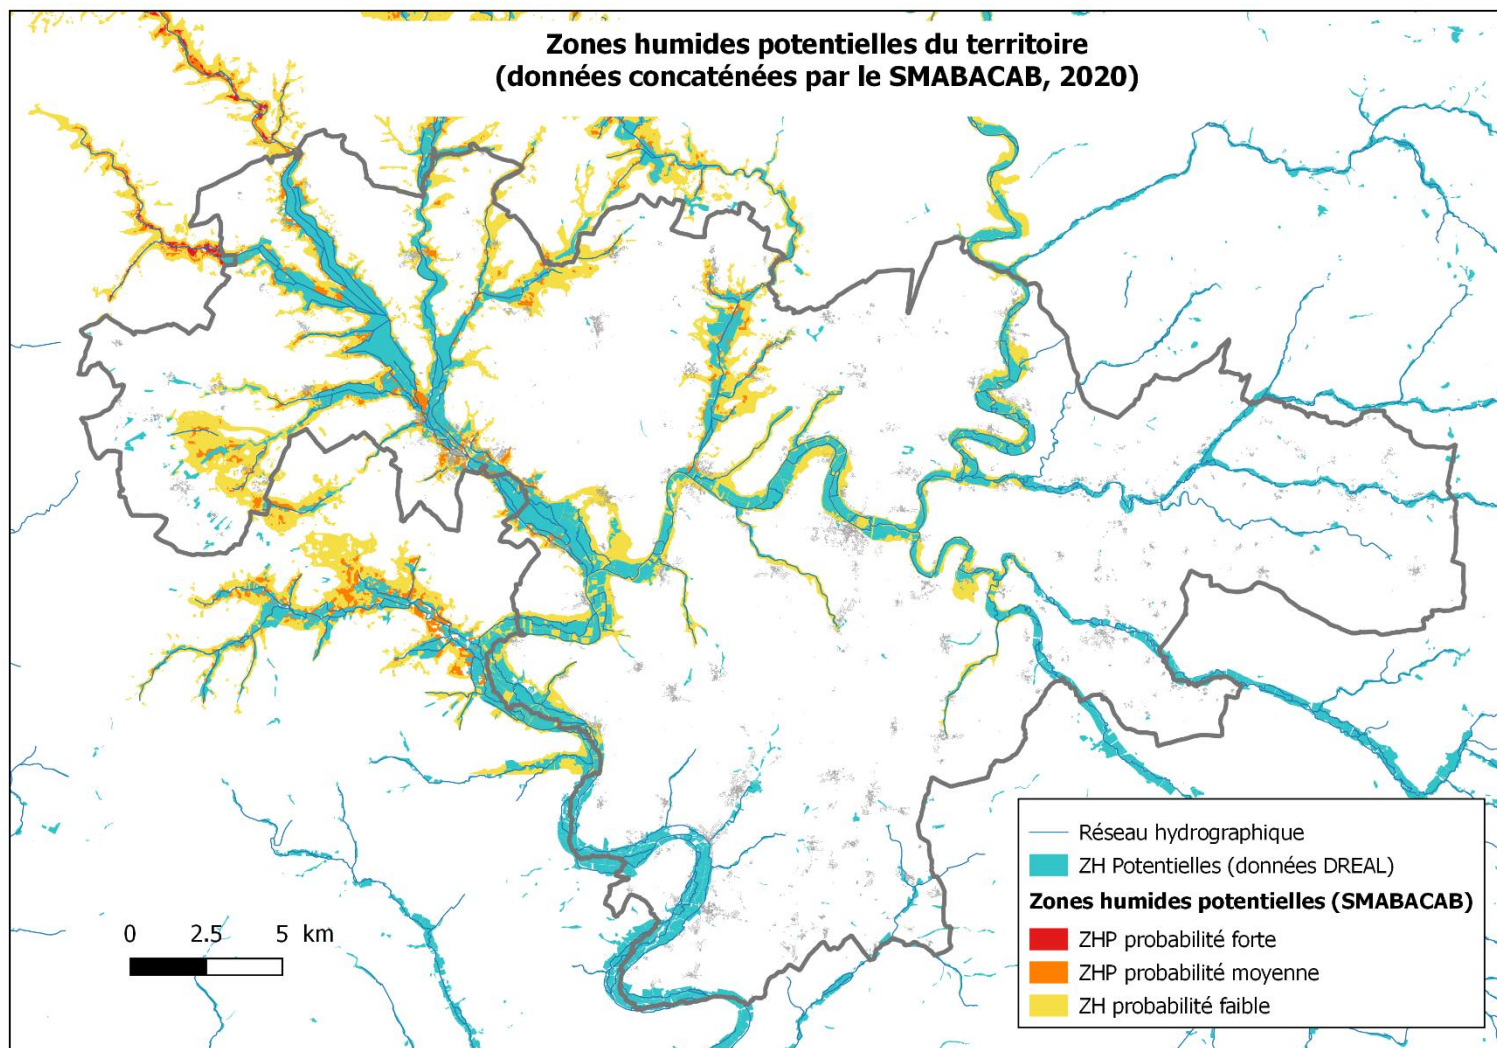 Zones humides potentielles du territoire
(données concaténées par le SMABACAB, 2020)
Réseau hydrographique
ZH Potentielles (données DREAL)
Zones humides potentielles (SMABACAB)
ZHP probabilité forte
ZHP probabilité moyenne
ZH probabilité faible
0 2.5 5 km